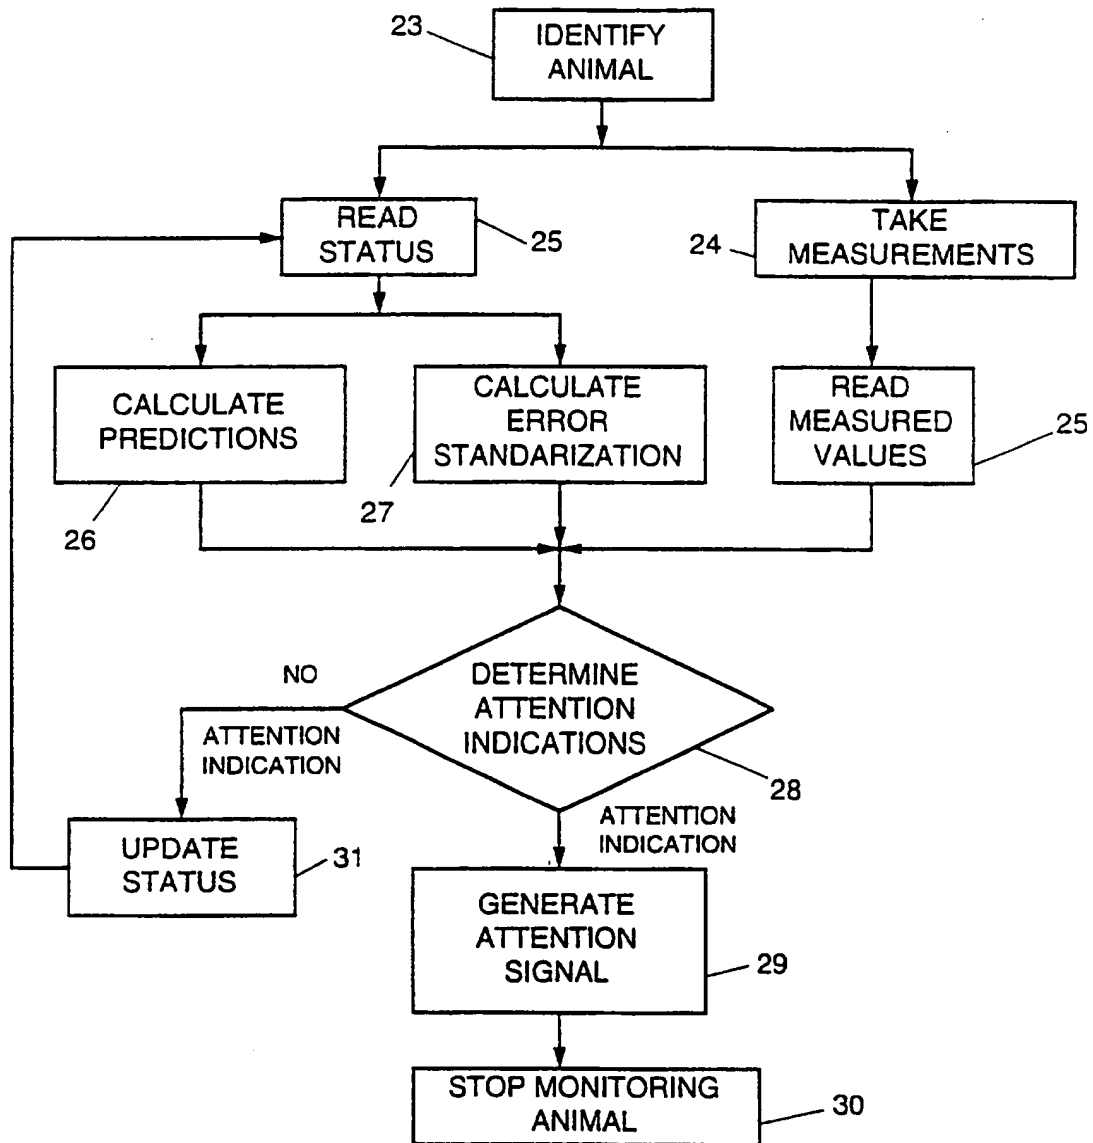 23
IDENTIFY
ANIMAL
READ
STATUS
25
24
TAKE
MEASUREMENTS
CALCULATE
PREDICTIONS
26
CALCULATE
ERROR
STANDARIZATION
27
READ
MEASURED
VALUES
25
DETERMINE
ATTENTION
INDICATIONS
28
NO
ATTENTION
INDICATION
ATTENTION
INDICATION
UPDATE
STATUS
31
GENERATE
ATTENTION
SIGNAL
29
STOP MONITORING
ANIMAL
30